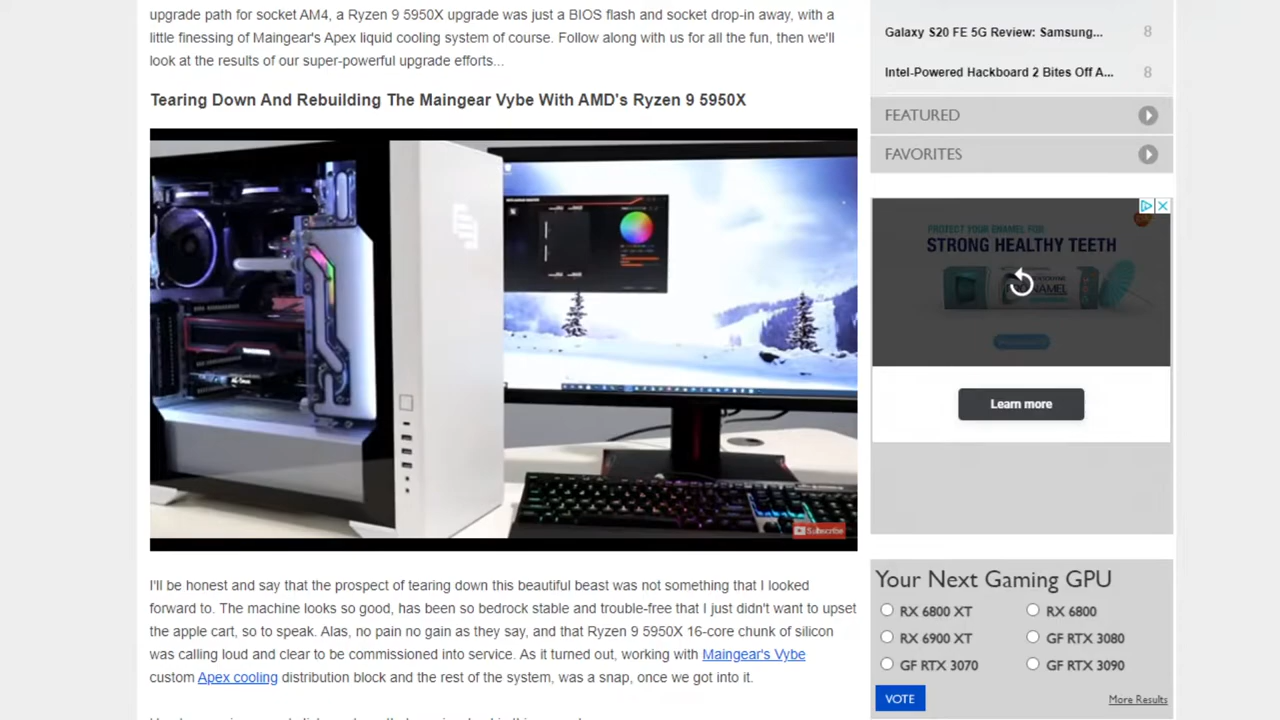 upgrade path for socket AM4, a Ryzen 9 5950X upgrade was just a BIOS flash and socket drop-in away, with a
little finessing of Maingear's Apex liquid cooling system of course. Follow along with us for all the fun, then we'll
look at the results of our super-powerful upgrade efforts...
Tearing Down And Rebuilding The Maingear Vybe With AMD's Ryzen 9 5950X
Subscribe
I'll be honest and say that the prospect of tearing down this beautiful beast was not something that I looked
forward to. The machine looks so good, has been so bedrock stable and trouble-free that I just didn't want to upset
the apple cart, so to speak. Alas, no pain no gain as they say, and that Ryzen 9 5950X 16-core chunk of silicon
was calling loud and clear to be commissioned into service. As it turned out, working with Maingear's Vybe
custom Apex cooling distribution block and the rest of the system, was a snap, once we got into it.
Galaxy S20 FE 5G Review: Samsung... 8
Intel-Powered Hackboard 2 Bites Off A... 8
FEATURED
FAVORITES
PROTECT YOUR ENAMEL FOR
STRONG HEALTHY TEETH
ENAMEL
Learn more
Your Next Gaming GPU
RX 6800 XT RX 6800
RX 6900 XT GF RTX 3080
GF RTX 3070 GF RTX 3090
VOTE More Results